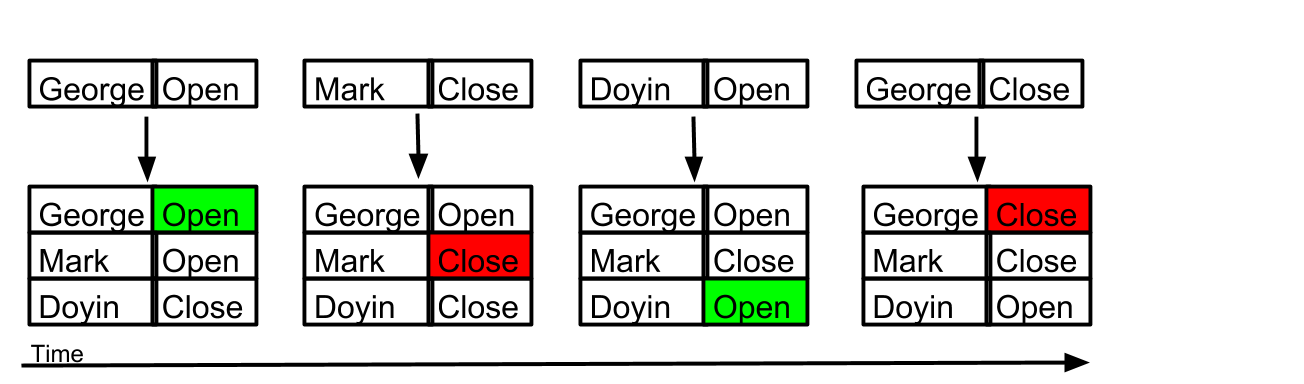 George Open Mark Close Doyin Open George Close
George Open George Open George Open George Close
Mark Open Mark Close Mark Close Mark Close
Doyin Close Doyin Close Doyin Open Doyin Open
Time